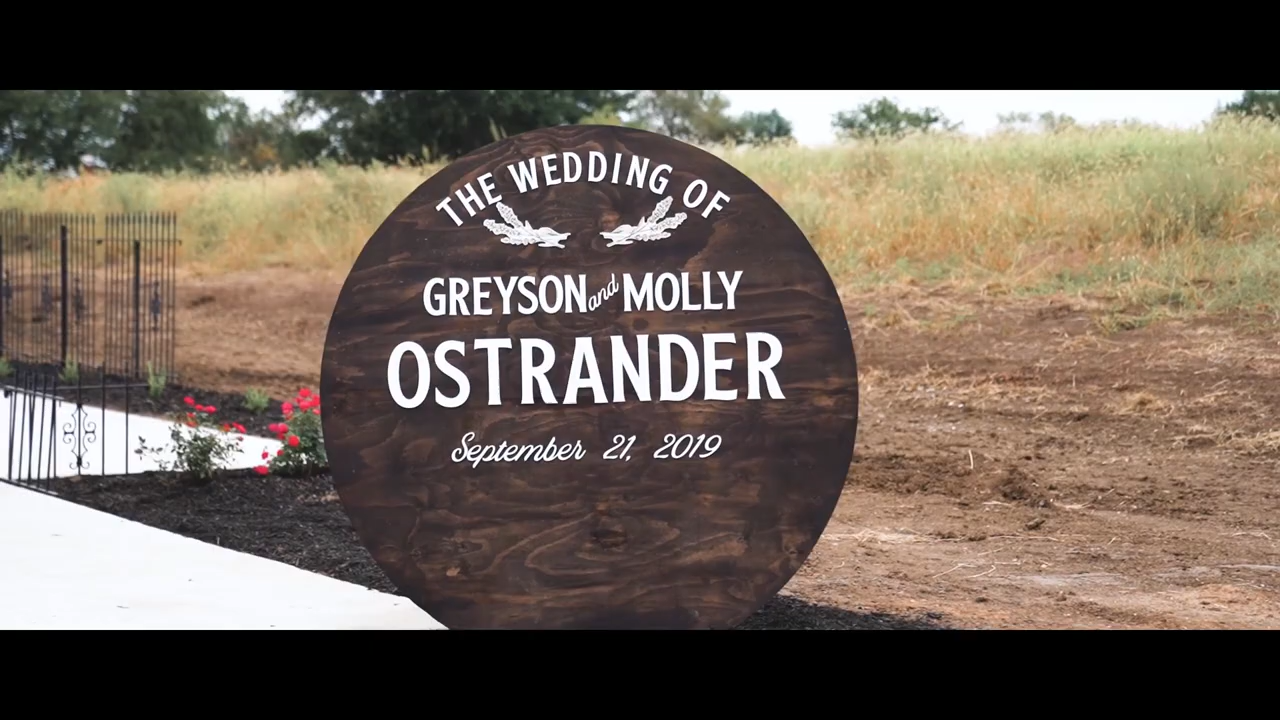 THE WEDDING OF
GREYSON and MOLLY
OSTRANDER
September 21, 2019